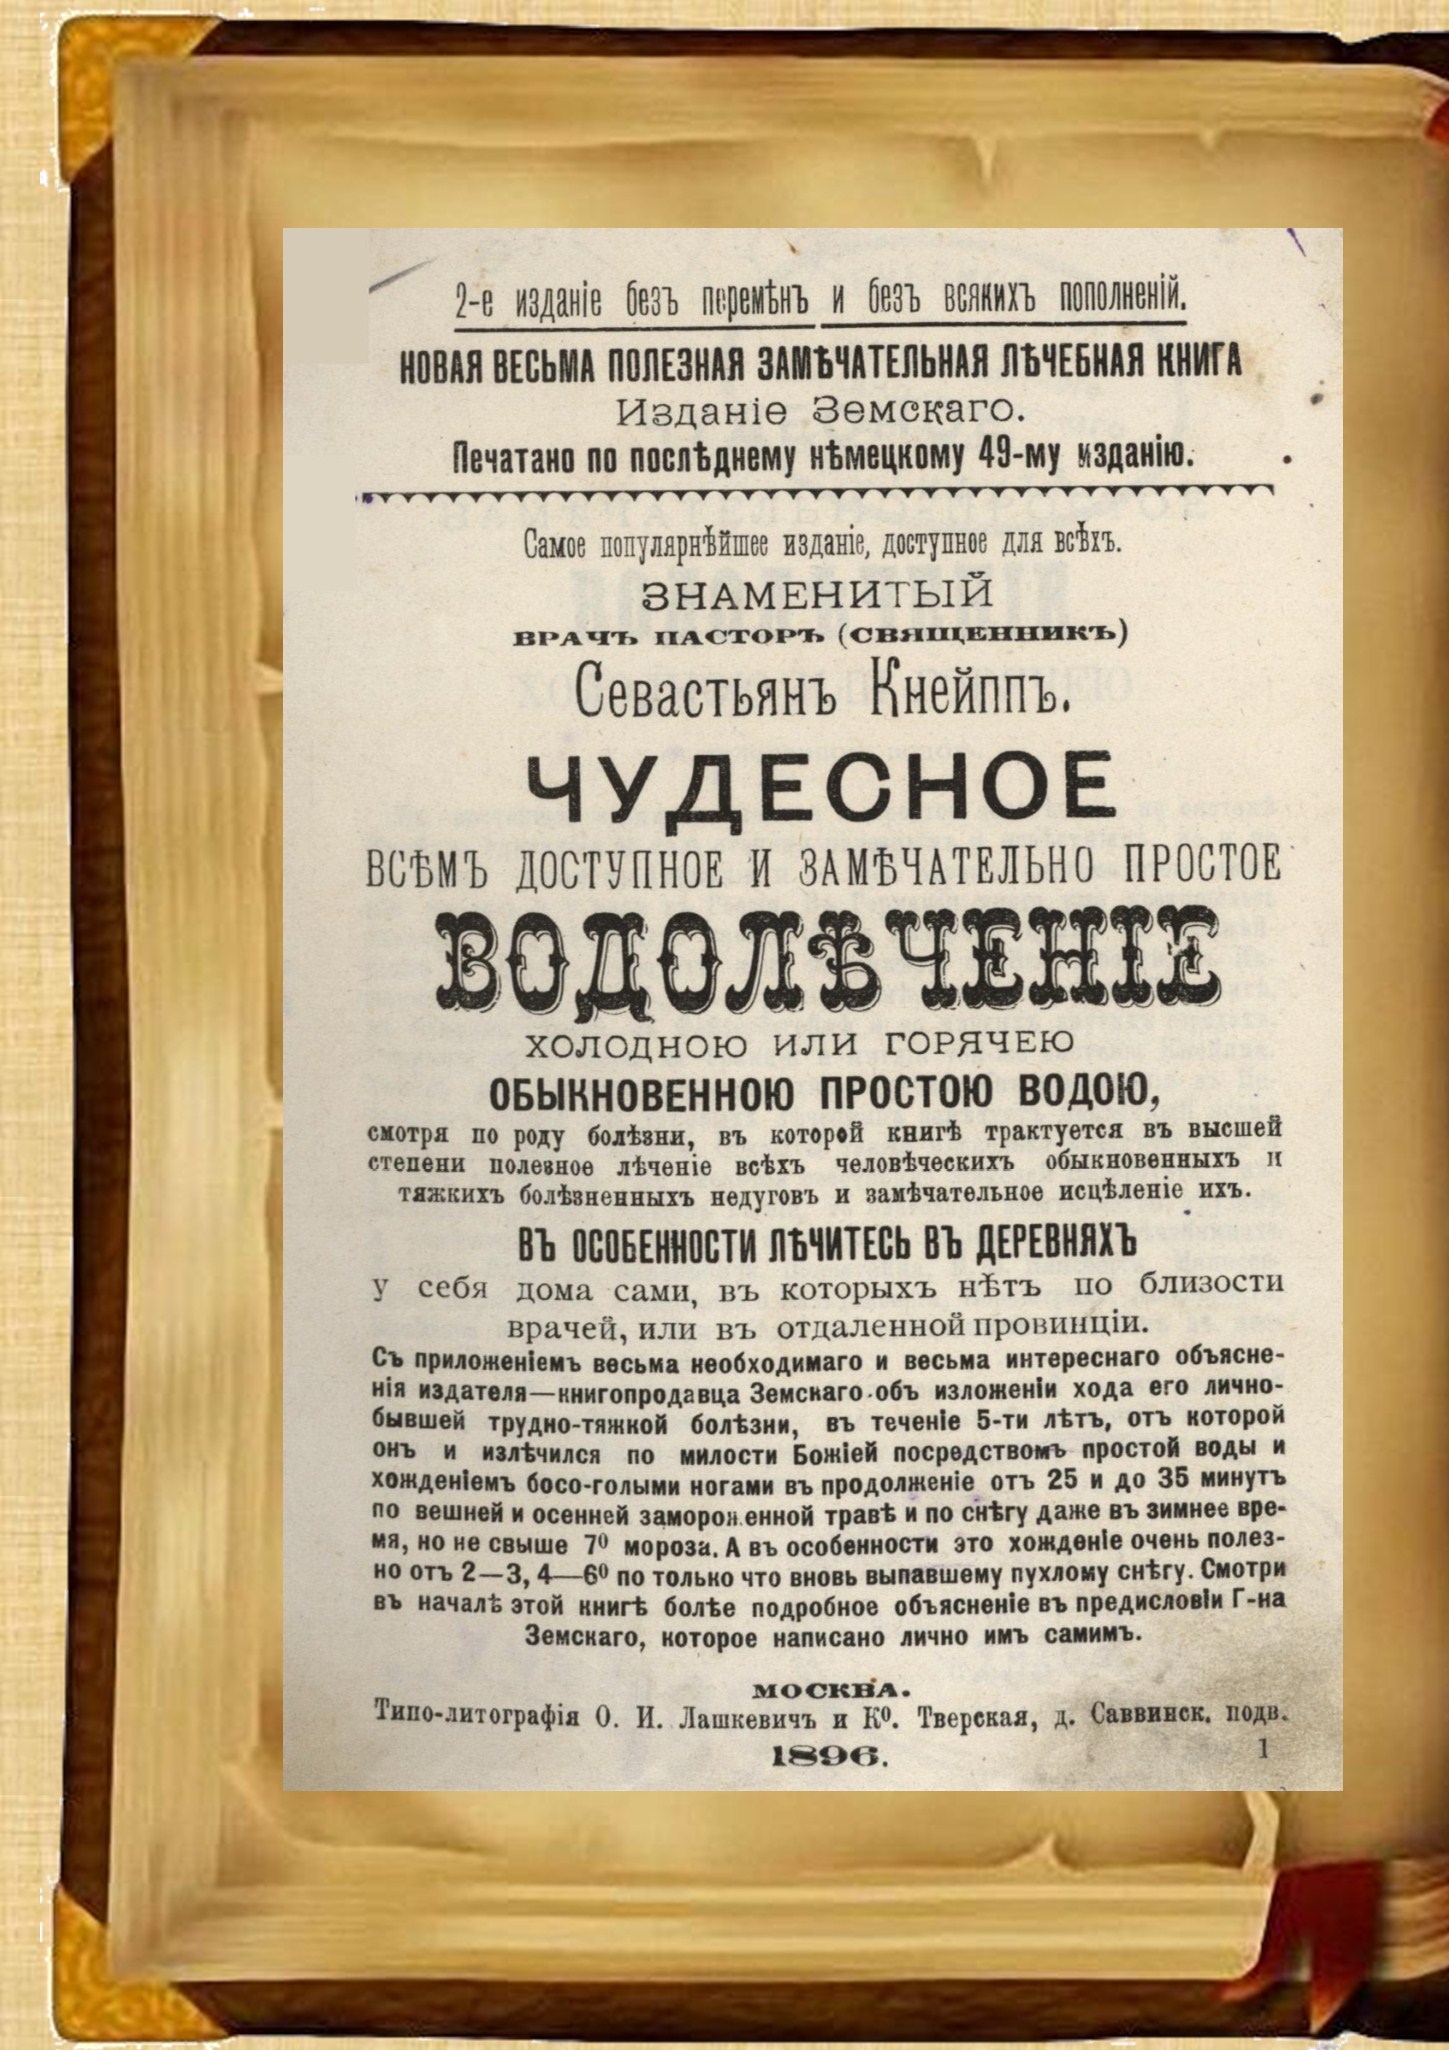 2-е изданіе безъ перемѣнъ и безъ всякихъ пополненій.
НОВАЯ ВЕСЬМА ПОЛЕЗНАЯ ЗАМѢЧАТЕЛЬНАЯ ЛѢЧЕБНАЯ КНИГА
Изданіе Земскаго.
Печатано по послѣднему нѣмецкому 49-му изданію.
Самое популярнѣйшее изданіе, доступное для всѣхъ.
ЗНАМЕНИТЫЙ
ВРАЧЪ ПАСТОРЪ (СВЯЩЕННИКЪ)
Севастьянъ Кнейппъ.
ЧУДЕСНОЕ
ВСѢМЪ ДОСТУПНОЕ И ЗАМѢЧАТЕЛЬНО ПРОСТОЕ
ВОДОЛѢЧЕНІЕ
ХОЛОДНОЮ ИЛИ ГОРЯЧЕЮ
ОБЫКНОВЕННОЮ ПРОСТОЮ ВОДОЮ,
смотря по роду болѣзни, въ которой книгѣ трактуется въ высшей
степени полезное лѣченіе всѣхъ человѣческихъ обыкновенныхъ и
тяжкихъ болѣзненныхъ недуговъ и замѣчательное исцѣленіе ихъ.
ВЪ ОСОБЕННОСТИ ЛѢЧИТЕСЬ ВЪ ДЕРЕВНЯХЪ
у себя дома сами, въ которыхъ нѣтъ по близости
врачей, или въ отдаленной провинціи.
Съ приложеніемъ весьма необходимаго и весьма интереснаго объясне-
нія издателя—книгопродавца Земскаго объ изложеніи хода его лично-
бывшей трудно-тяжкой болѣзни, въ теченіе 5-ти лѣтъ, отъ которой
онъ и излѣчился по милости Божіей посредствомъ простой воды и
хожденіемъ босо-голыми ногами въ продолженіе отъ 25 и до 35 минутъ
по вешней и осенней замороженной травѣ и по снѣгу даже въ зимнее вре-
мя, но не свыше 7⁰ мороза. А въ особенности это хожденіе очень полез-
но отъ 2—3, 4—6⁰ по только что вновь выпавшему пухлому снѣгу. Смотри
въ началѣ этой книгѣ болѣе подробное объясненіе въ предисловіи Г-на
Земскаго, которое написано лично имъ самимъ.
МОСКВА.
Типо-литографія О. И. Лашкевичъ и К⁰. Тверская, д. Саввинск. подв.
1896.
1